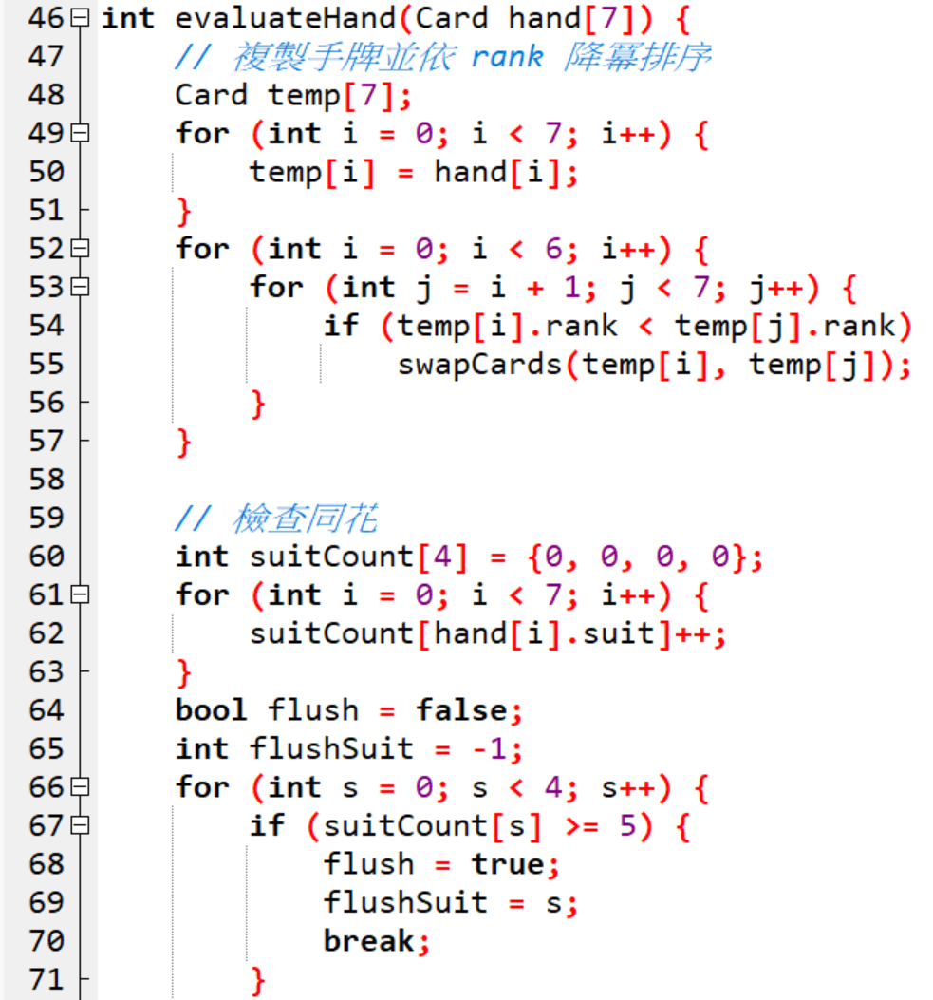 46 int evaluateHand(Card hand[7]) {
47     // 複製手牌並依 rank 降冪排序
48     Card temp[7];
49     for (int i = 0; i < 7; i++) {
50         temp[i] = hand[i];
51     }
52     for (int i = 0; i < 6; i++) {
53         for (int j = i + 1; j < 7; j++) {
54             if (temp[i].rank < temp[j].rank)
55                 swapCards(temp[i], temp[j]);
56         }
57     }
58
59     // 檢查同花
60     int suitCount[4] = {0, 0, 0, 0};
61     for (int i = 0; i < 7; i++) {
62         suitCount[hand[i].suit]++;
63     }
64     bool flush = false;
65     int flushSuit = -1;
66     for (int s = 0; s < 4; s++) {
67         if (suitCount[s] >= 5) {
68             flush = true;
69             flushSuit = s;
70             break;
71         }